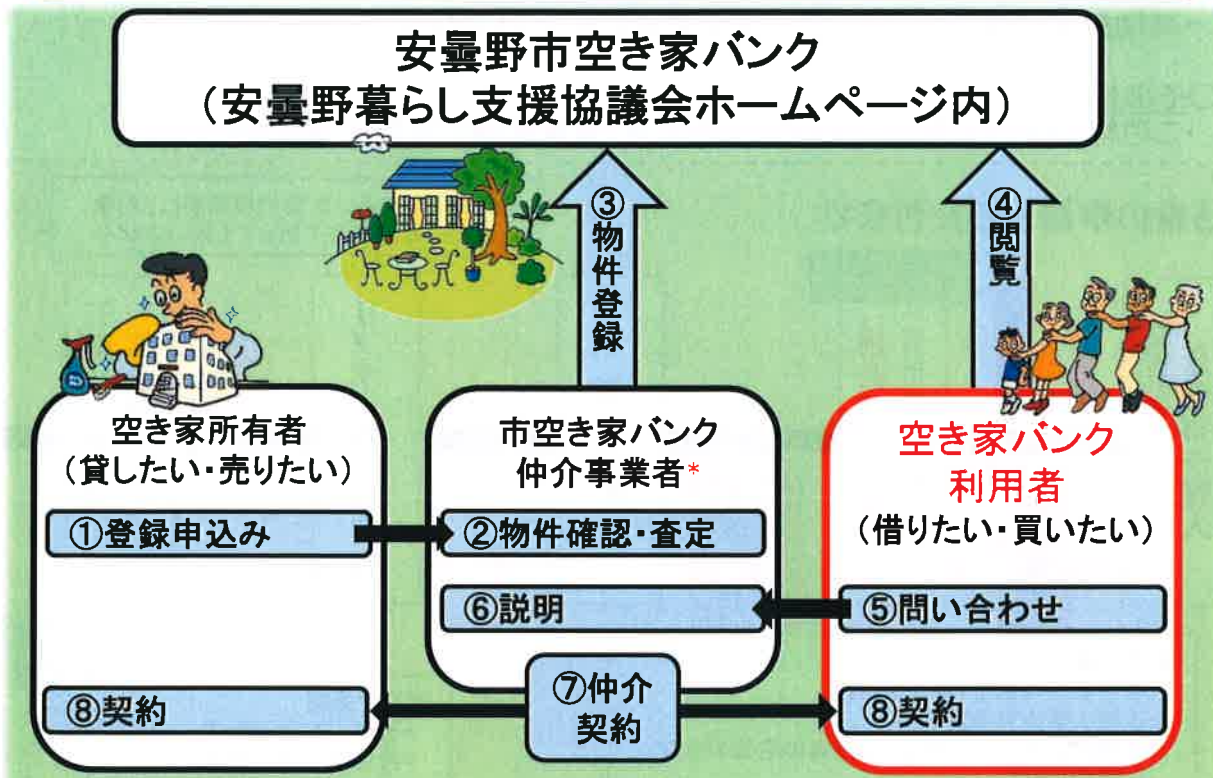 安曇野市空き家バンク
（安曇野暮らし支援協議会ホームページ内）
③物件登録
④閲覧
空き家所有者
（貸したい・売りたい）
①登録申込み
⑧契約
市空き家バンク
仲介事業者*
②物件確認・査定
⑥説明
⑦仲介
契約
空き家バンク
利用者
（借りたい・買いたい）
⑤問い合わせ
⑧契約